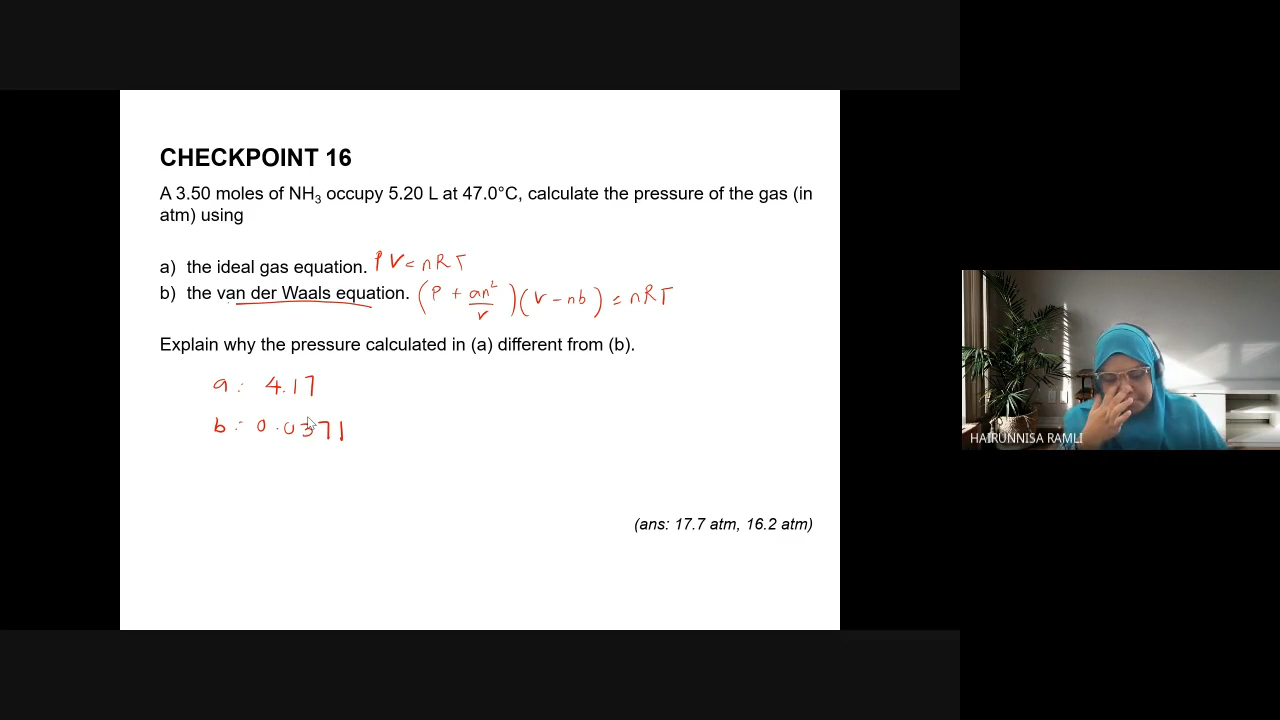 CHECKPOINT 16
A 3.50 moles of NH₃ occupy 5.20 L at 47.0°C, calculate the pressure of the gas (in
atm) using
a) the ideal gas equation. PV = nRT
b) the van der Waals equation. (P + an²/V)(V - nb) = nRT
Explain why the pressure calculated in (a) different from (b).
a: 4.17
b: 0.0371
HAIRUNNISA RAMLI
(ans: 17.7 atm, 16.2 atm)